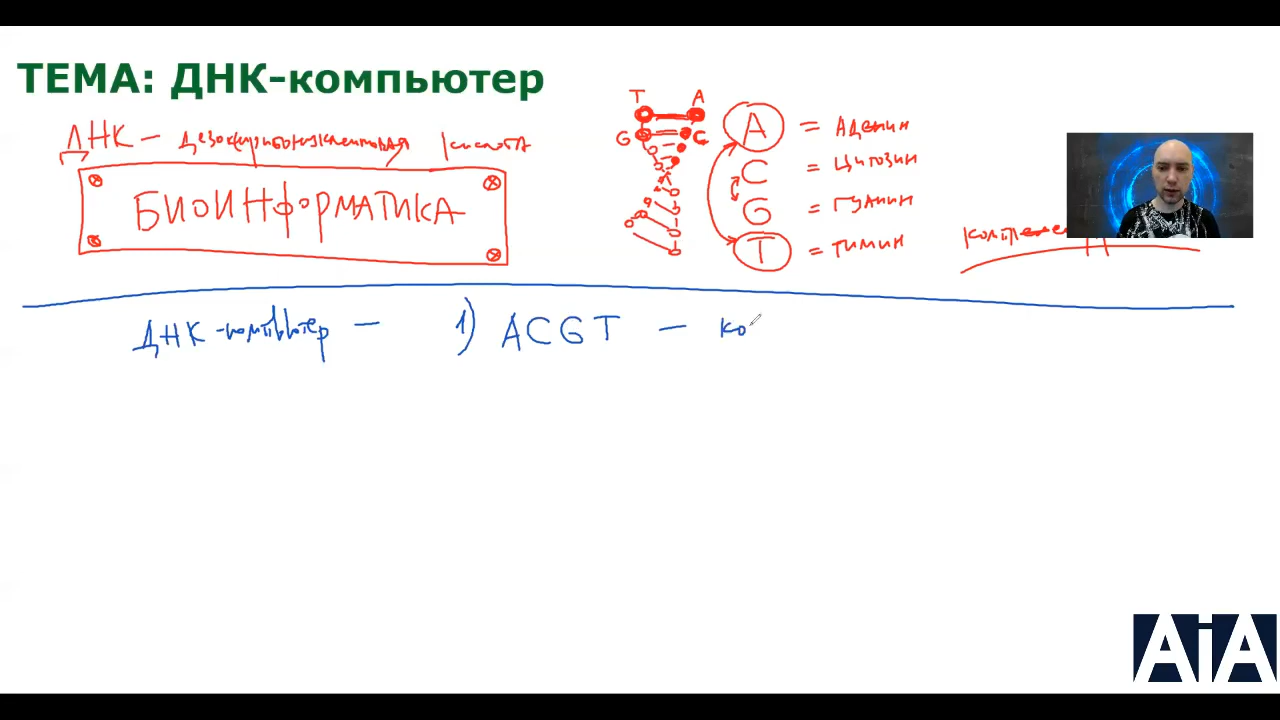 ТЕМА: ДНК-компьютер
ДНК - дезоксирибонуклеиновая кислота
БИОИНФОРМАТИКА
T A
G C
A = АДЕНИН
C = ЦИТОЗИН
G = ГУАНИН
T = ТИМИН
ДНК-компьютер - 1) ACGT - ко
AiA